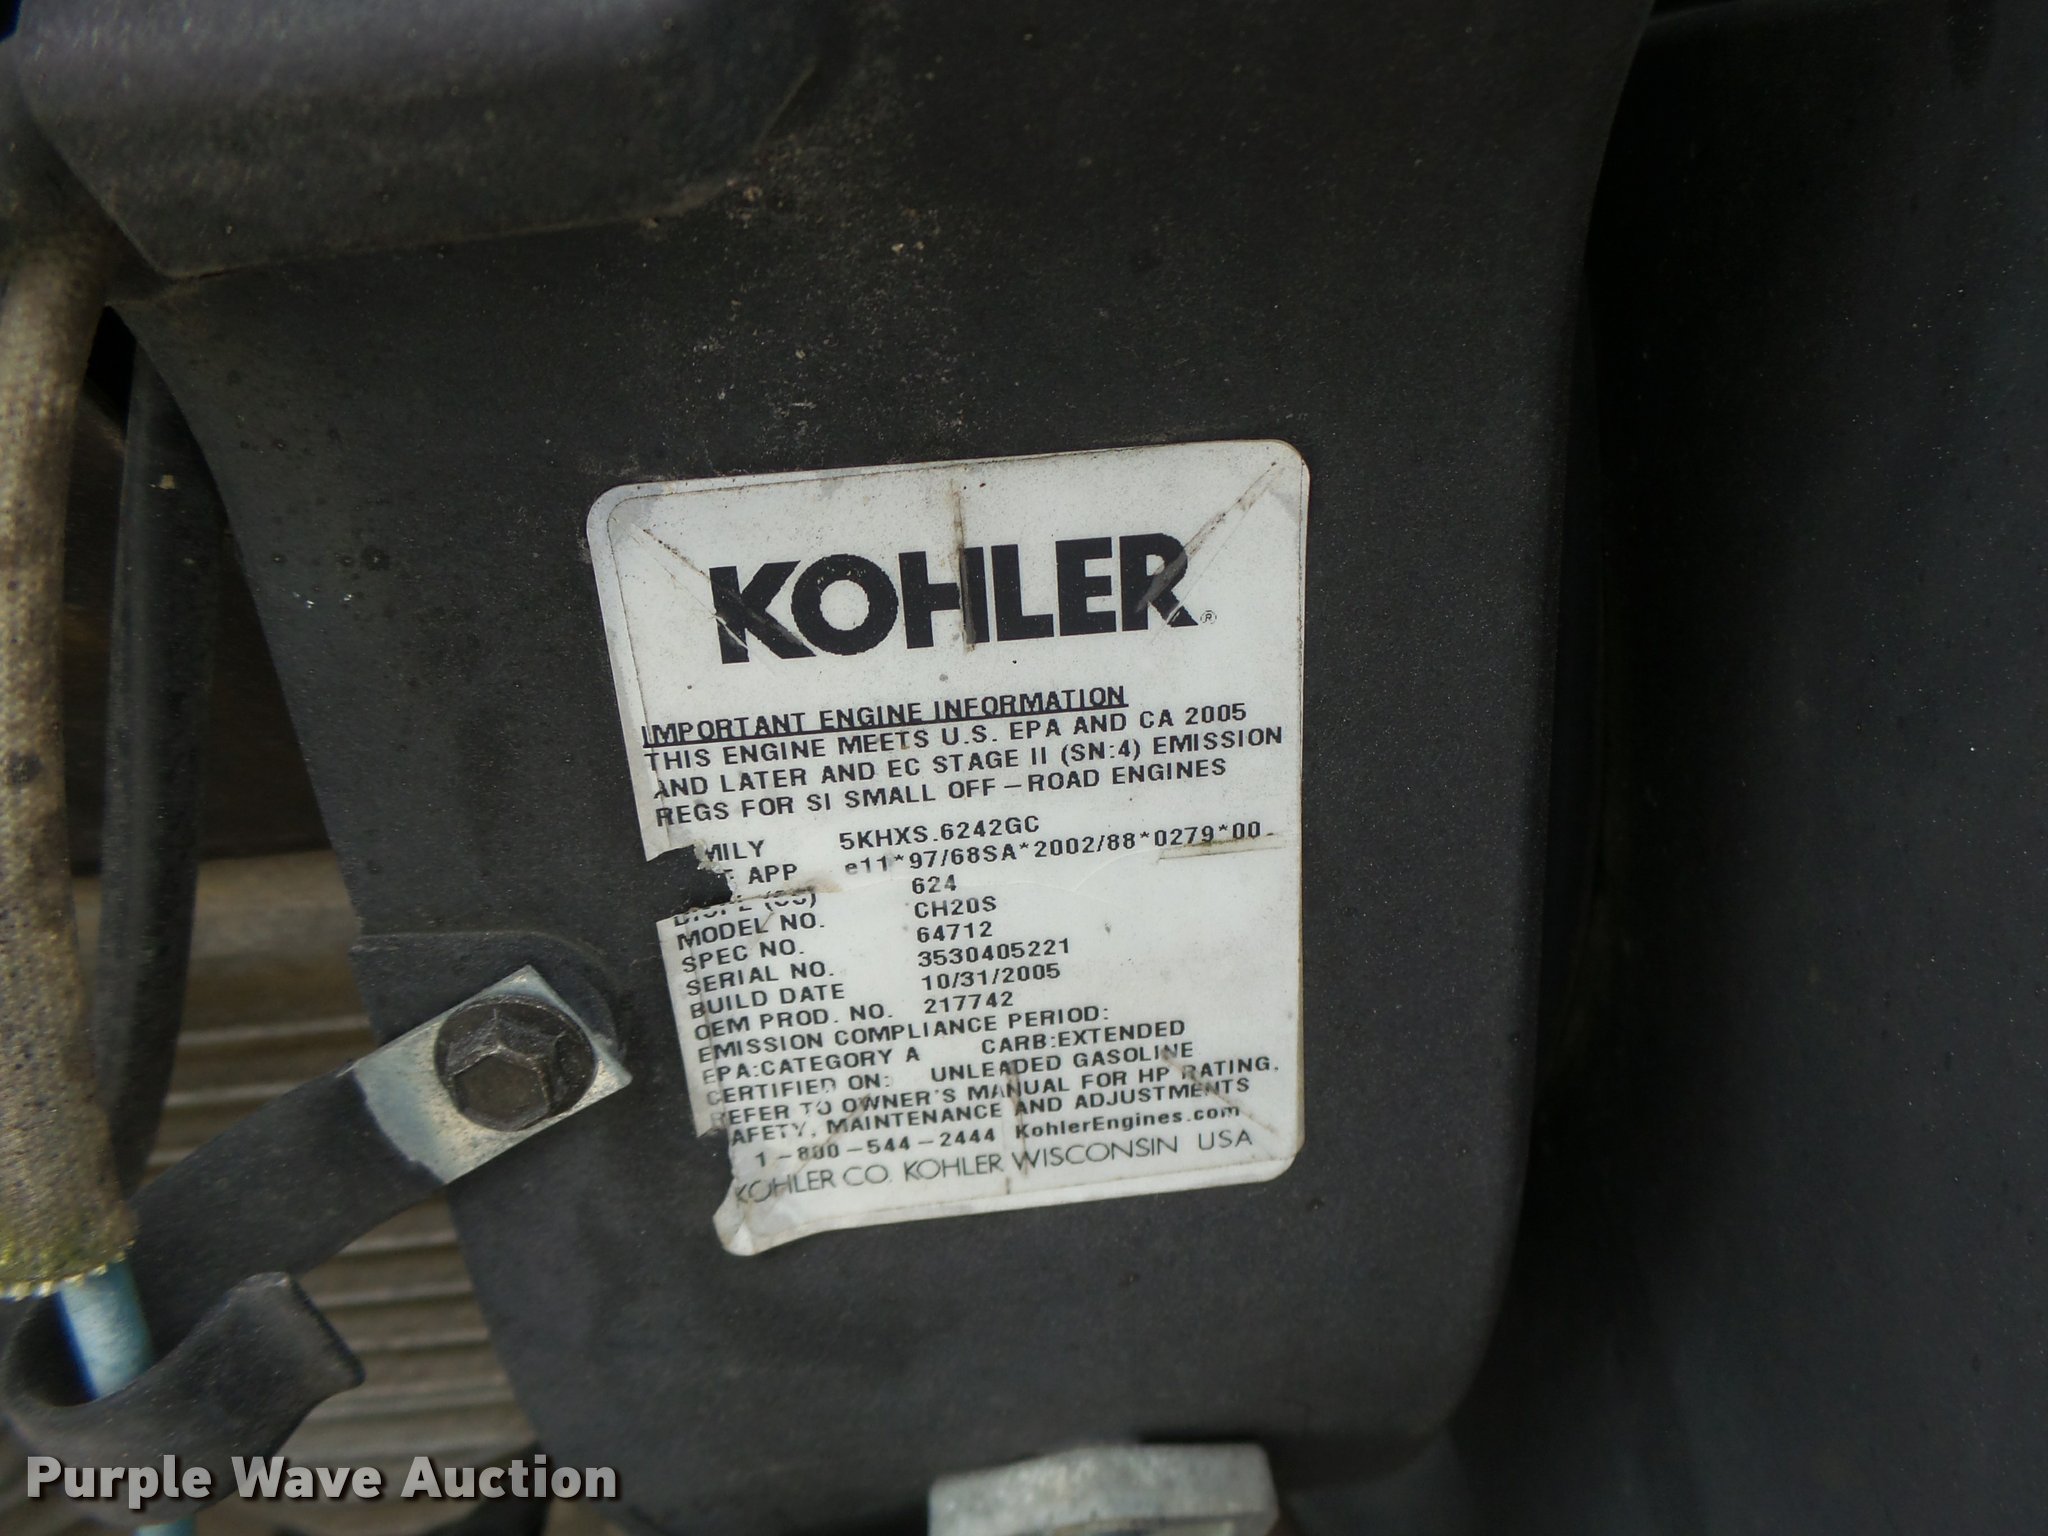 KOHLER®
IMPORTANT ENGINE INFORMATION
THIS ENGINE MEETS U.S. EPA AND CA 2005
AND LATER AND EC STAGE II (SN:4) EMISSION
REGS FOR SI SMALL OFF-ROAD ENGINES
MILY 5KHXS.6242GC
APP e11*97/68SA*2002/88*0279*00
(CC) 624
MODEL NO. CH20S
SPEC NO. 64712
SERIAL NO. 3530405221
BUILD DATE 10/31/2005
OEM PROD. NO. 217742
EMISSION COMPLIANCE PERIOD:
EPA:CATEGORY A CARB:EXTENDED
CERTIFIED ON: UNLEADED GASOLINE
REFER TO OWNER'S MANUAL FOR HP RATING,
AFETY, MAINTENANCE AND ADJUSTMENTS
1-800-544-2444 KohlerEngines.com
KOHLER CO. KOHLER WISCONSIN USA
Purple Wave Auction